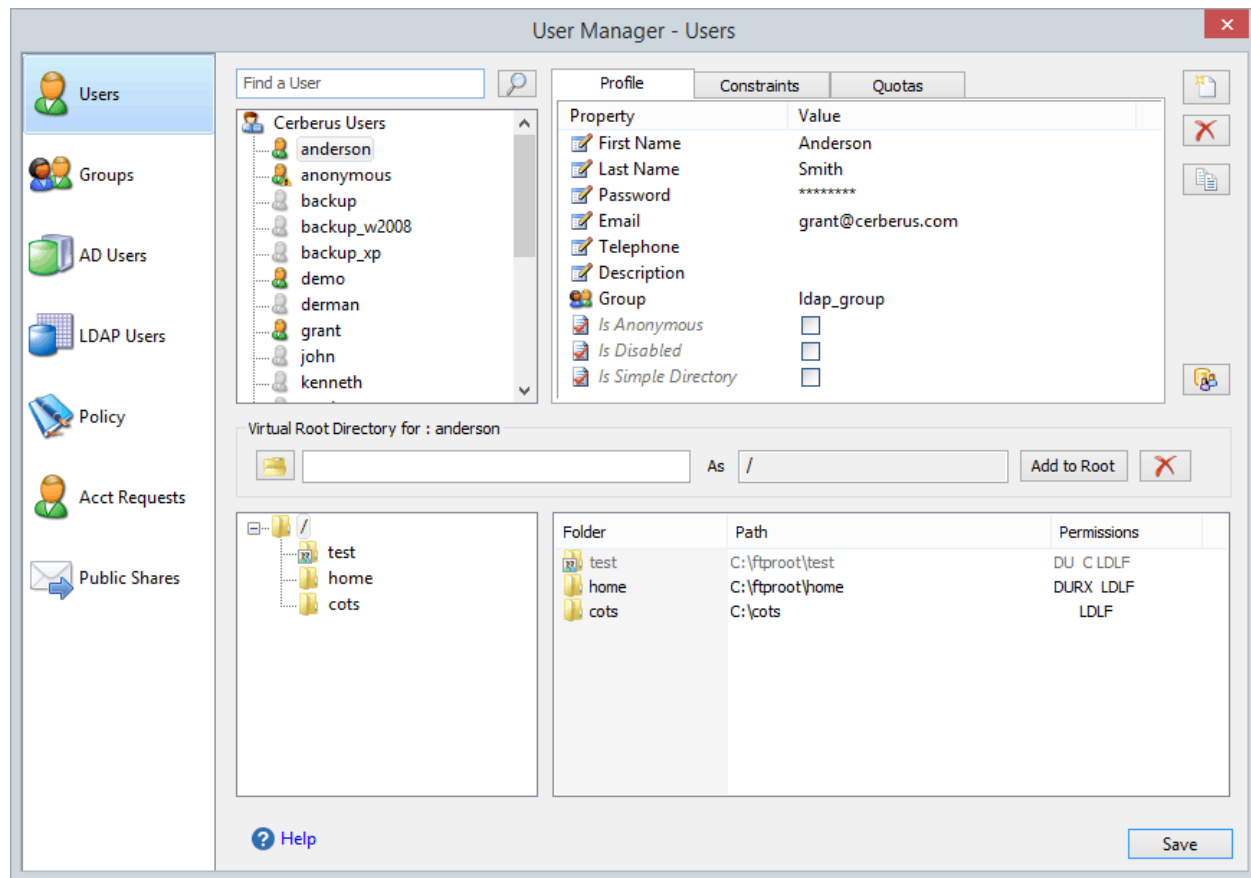 User Manager - Users
Users
Groups
AD Users
LDAP Users
Policy
Acct Requests
Public Shares
Find a User
Cerberus Users
anderson
anonymous
backup
backup_w2008
backup_xp
demo
derman
grant
john
kenneth
Profile Constraints Quotas
Property Value
First Name Anderson
Last Name Smith
Password ********
Email grant@cerberus.com
Telephone
Description
Group ldap_group
Is Anonymous
Is Disabled
Is Simple Directory
Virtual Root Directory for : anderson
As / Add to Root
/
test
home
cots
Folder Path Permissions
test C:\ftproot\test DU C LDLF
home C:\ftproot\home DURX LDLF
cots C:\cots LDLF
Help
Save